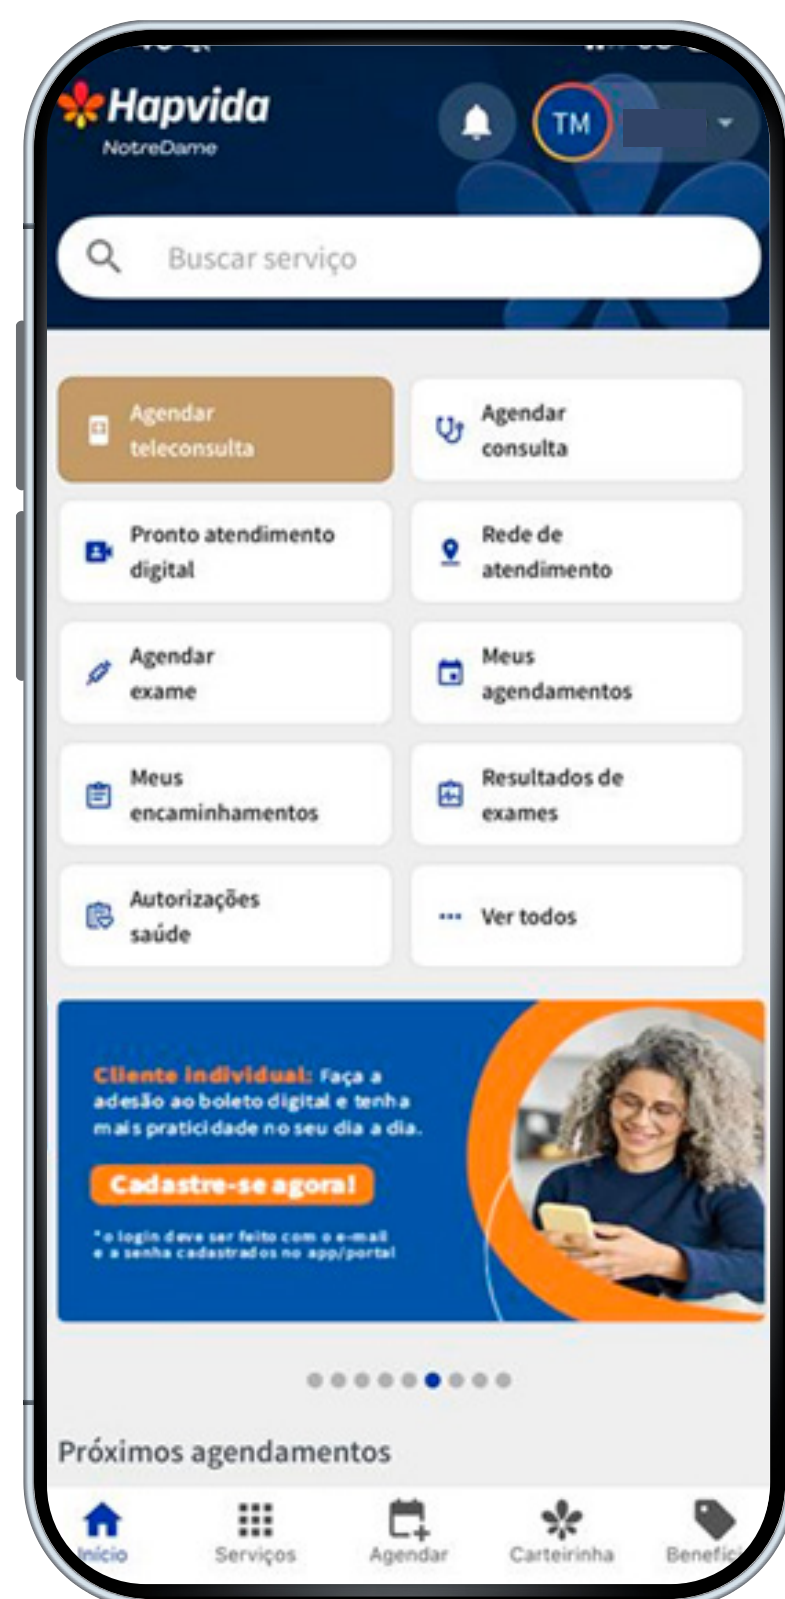 Hapvida
NotreDame
TM
Buscar serviço
Agendar
teleconsulta
Agendar
consulta
Pronto atendimento
digital
Rede de
atendimento
Agendar
exame
Meus
agendamentos
Meus
encaminhamentos
Resultados de
exames
Autorizações
saúde
Ver todos
Cliente individual: Faça a
adesão ao boleto digital e tenha
mais praticidade no seu dia a dia.
Cadastre-se agora!
*o login deve ser feito com o e-mail
e a senha cadastrados no app/portal
Próximos agendamentos
Início
Serviços
Agendar
Carteirinha